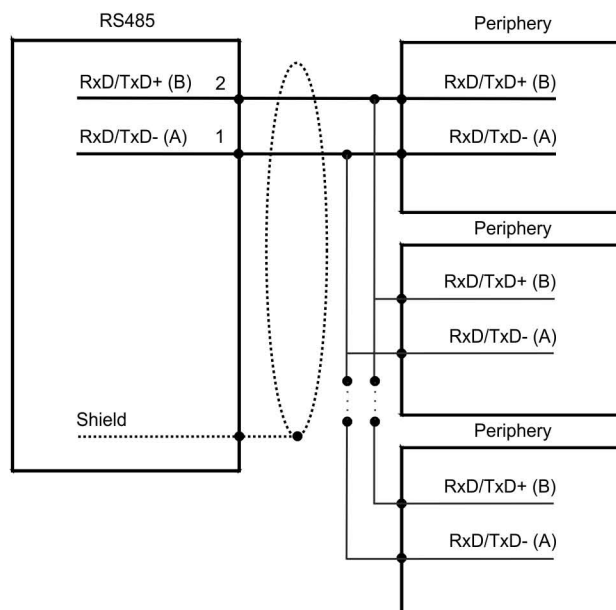 RS485
RxD/TxD+ (B) 2
RxD/TxD- (A) 1
Shield
Periphery
RxD/TxD+ (B)
RxD/TxD- (A)
Periphery
RxD/TxD+ (B)
RxD/TxD- (A)
Periphery
RxD/TxD+ (B)
RxD/TxD- (A)